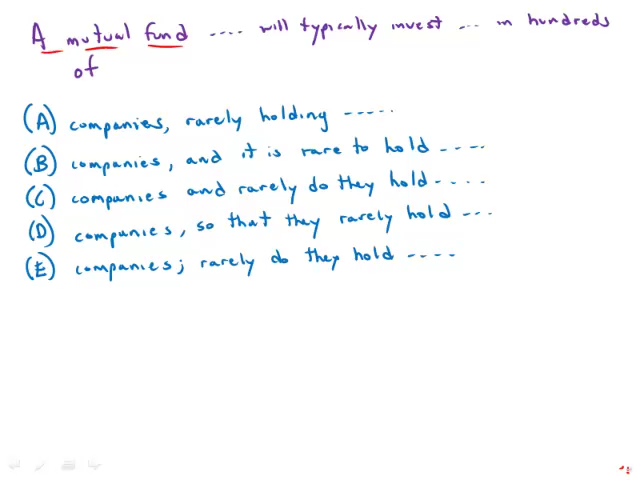 A mutual fund .... will typically invest ... in hundreds
of
(A) companies, rarely holding .....
(B) companies, and it is rare to hold ....
(C) companies and rarely do they hold ....
(D) companies, so that they rarely hold ...
(E) companies; rarely do they hold ....